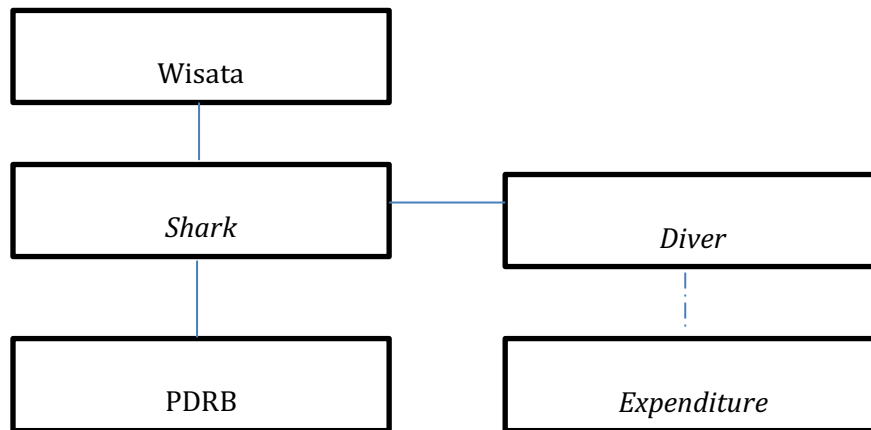 Wisata
Shark
Diver
PDRB
Expenditure